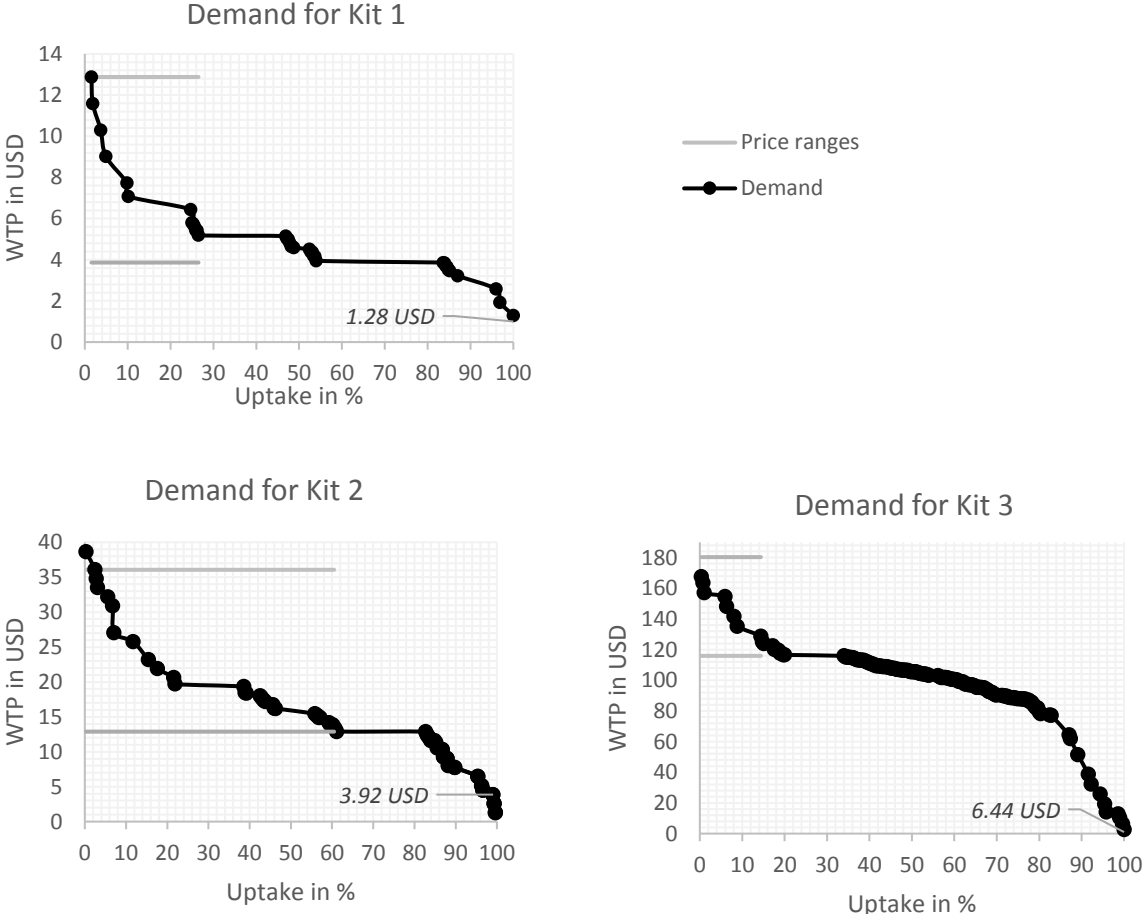 Demand for Kit 1
14
12
10
8
6
4
2
0
WTP in USD
1.28 USD
0 10 20 30 40 50 60 70 80 90 100
Uptake in %
Price ranges
Demand
Demand for Kit 2
40
35
30
25
20
15
10
5
0
WTP in USD
3.92 USD
0 10 20 30 40 50 60 70 80 90 100
Uptake in %
Demand for Kit 3
180
160
140
120
100
80
60
40
20
0
WTP in USD
6.44 USD
0 10 20 30 40 50 60 70 80 90 100
Uptake in %